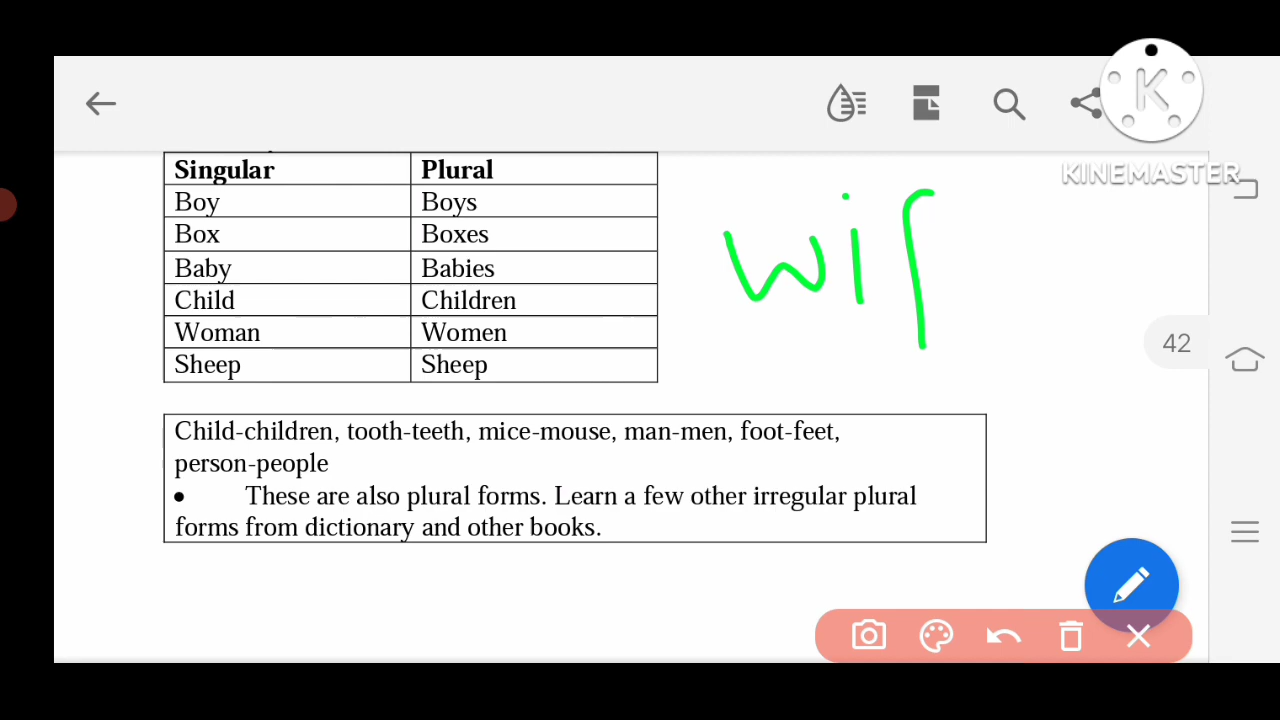 KINEMASTER
Singular Plural
Boy Boys
Box Boxes
Baby Babies
Child Children
Woman Women
Sheep Sheep
wif
42
Child-children, tooth-teeth, mice-mouse, man-men, foot-feet,
person-people
• These are also plural forms. Learn a few other irregular plural
forms from dictionary and other books.